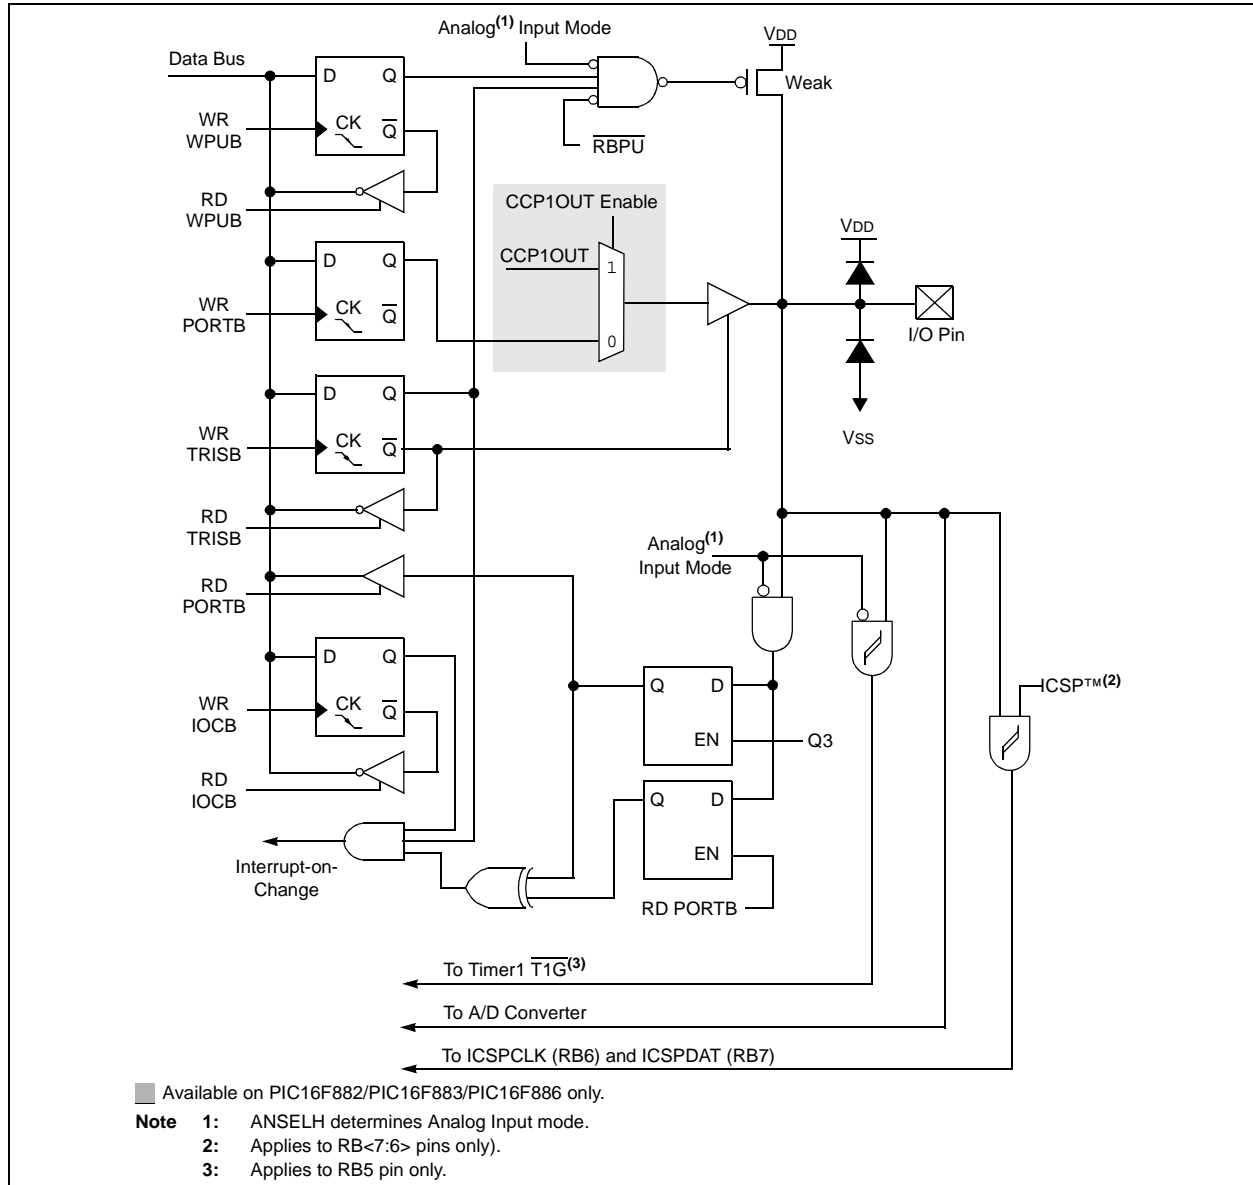 Analog(1) Input Mode
VDD
Data Bus
Weak
D Q
CK Q
WR
WPUB
RBPU
RD
WPUB
CCP1OUT Enable
CCP1OUT
1
0
VDD
D Q
CK Q
WR
PORTB
I/O Pin
VSS
D Q
CK Q
WR
TRISB
RD
TRISB
Analog(1)
Input Mode
RD
PORTB
D Q
CK Q
WR
IOCB
Q D
EN
Q3
ICSP™(2)
RD
IOCB
Q D
EN
RD PORTB
Interrupt-on-
Change
To Timer1 T1G(3)
To A/D Converter
To ICSPCLK (RB6) and ICSPDAT (RB7)
Available on PIC16F882/PIC16F883/PIC16F886 only.
Note 1: ANSELH determines Analog Input mode.
2: Applies to RB<7:6> pins only).
3: Applies to RB5 pin only.